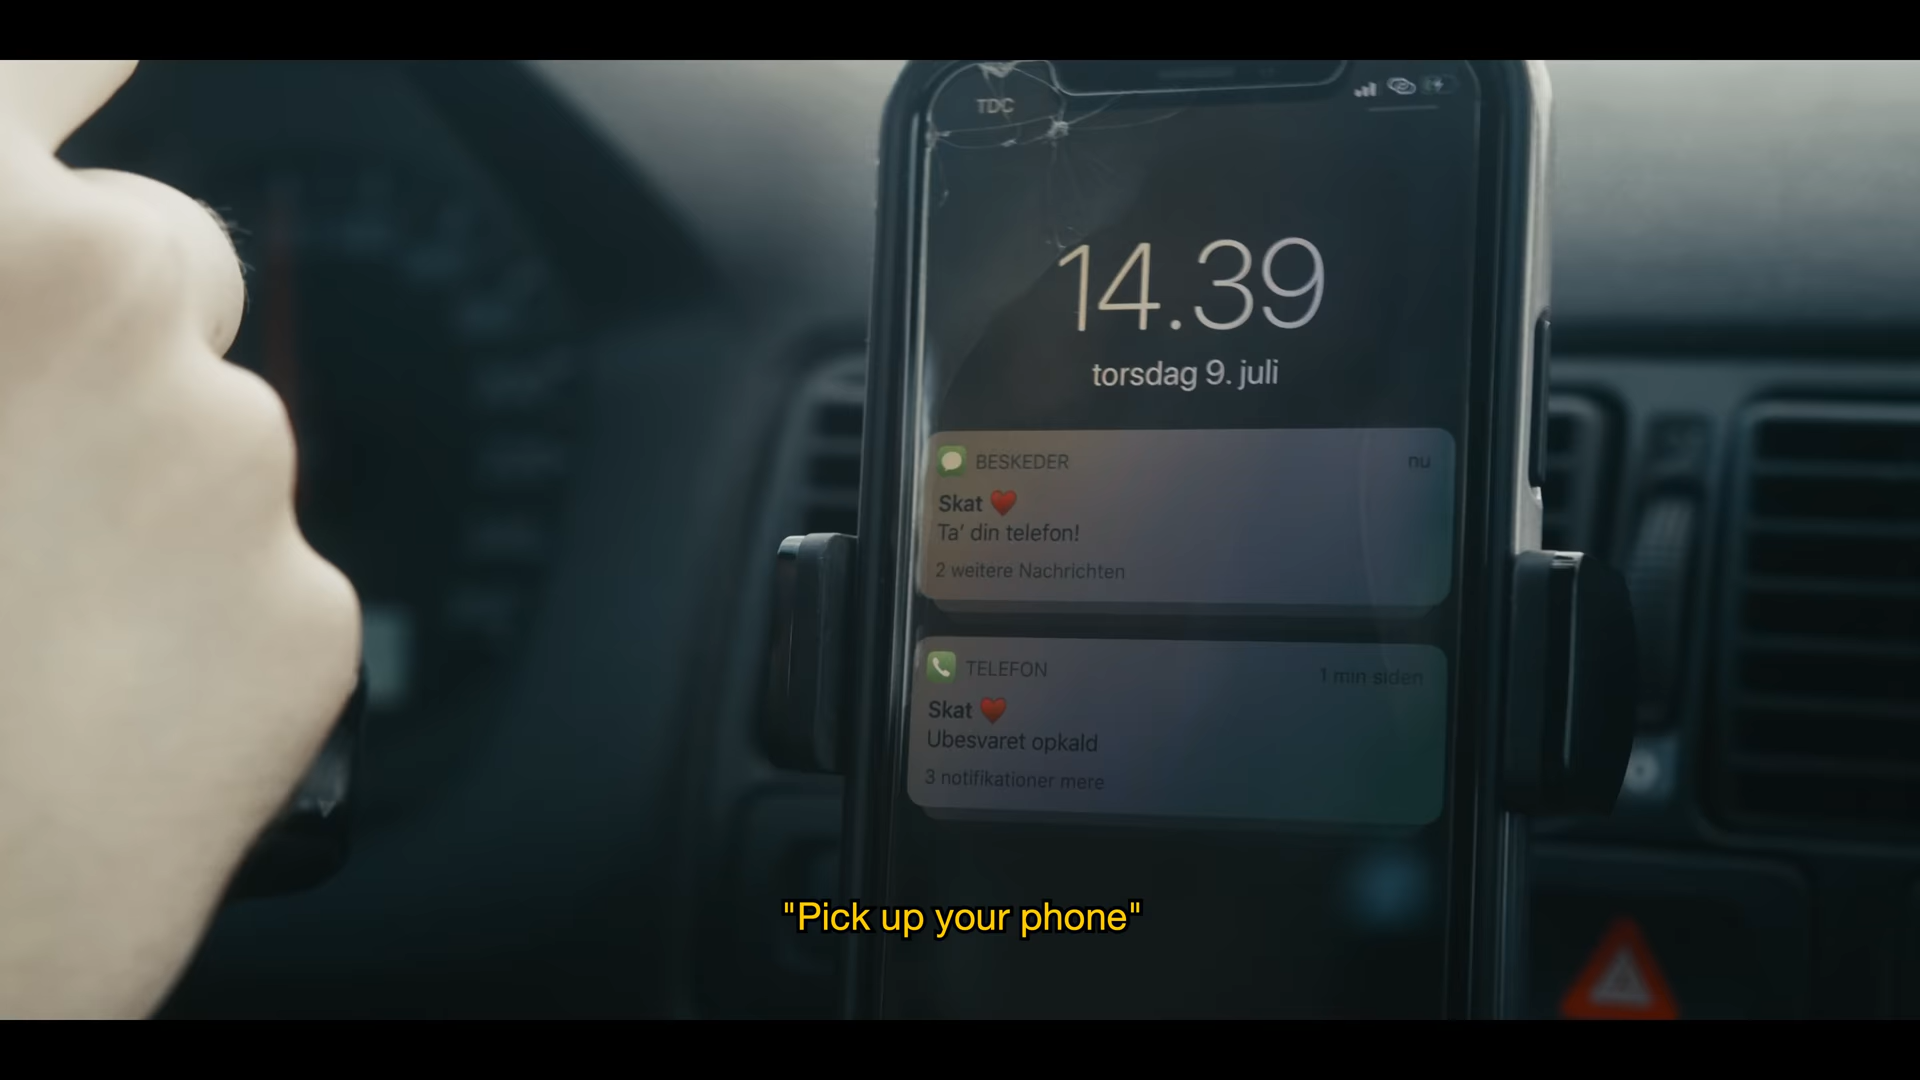 TDC
14.39
torsdag 9. juli
BESKEDER nu
Skat ❤️
Ta' din telefon!
2 weitere Nachrichten
TELEFON 1 min siden
Skat ❤️
Ubesvaret opkald
3 notifikationer mere
"Pick up your phone"